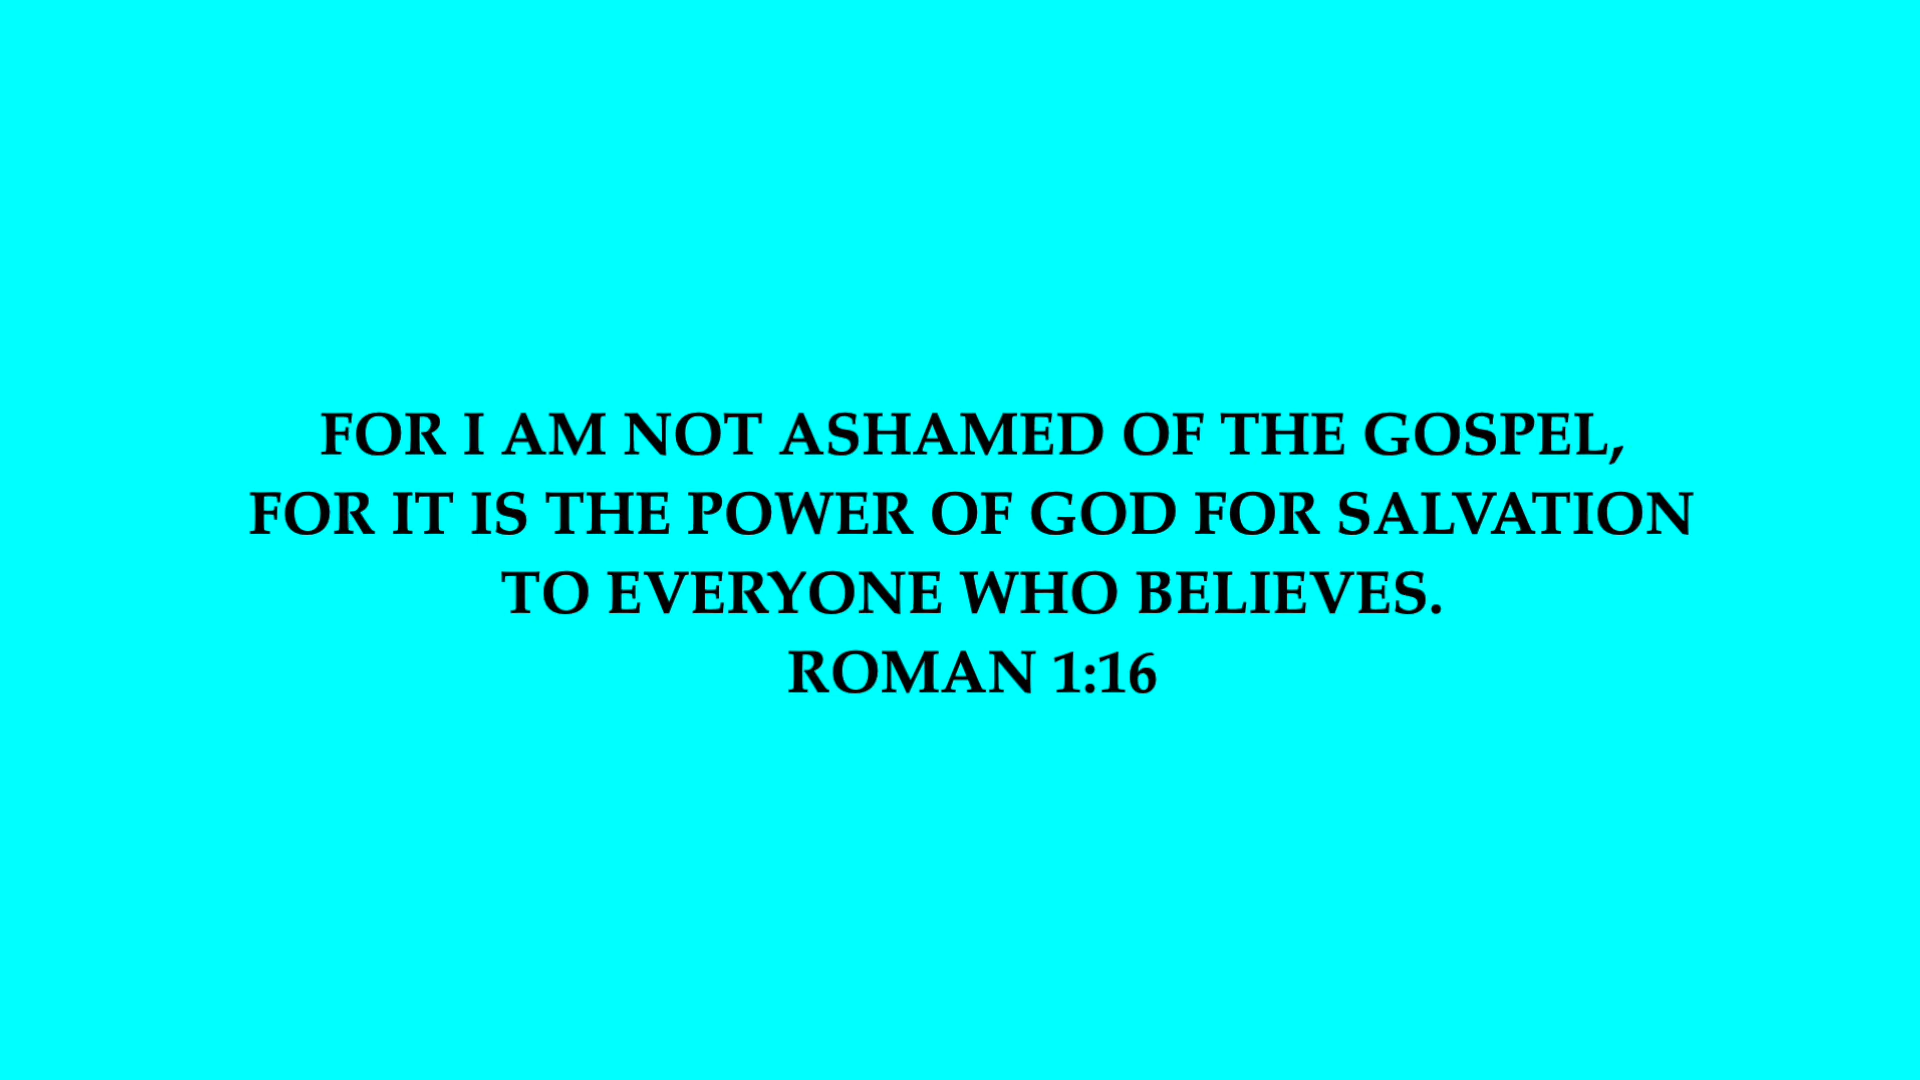 FOR I AM NOT ASHAMED OF THE GOSPEL,
FOR IT IS THE POWER OF GOD FOR SALVATION
TO EVERYONE WHO BELIEVES.
ROMAN 1:16